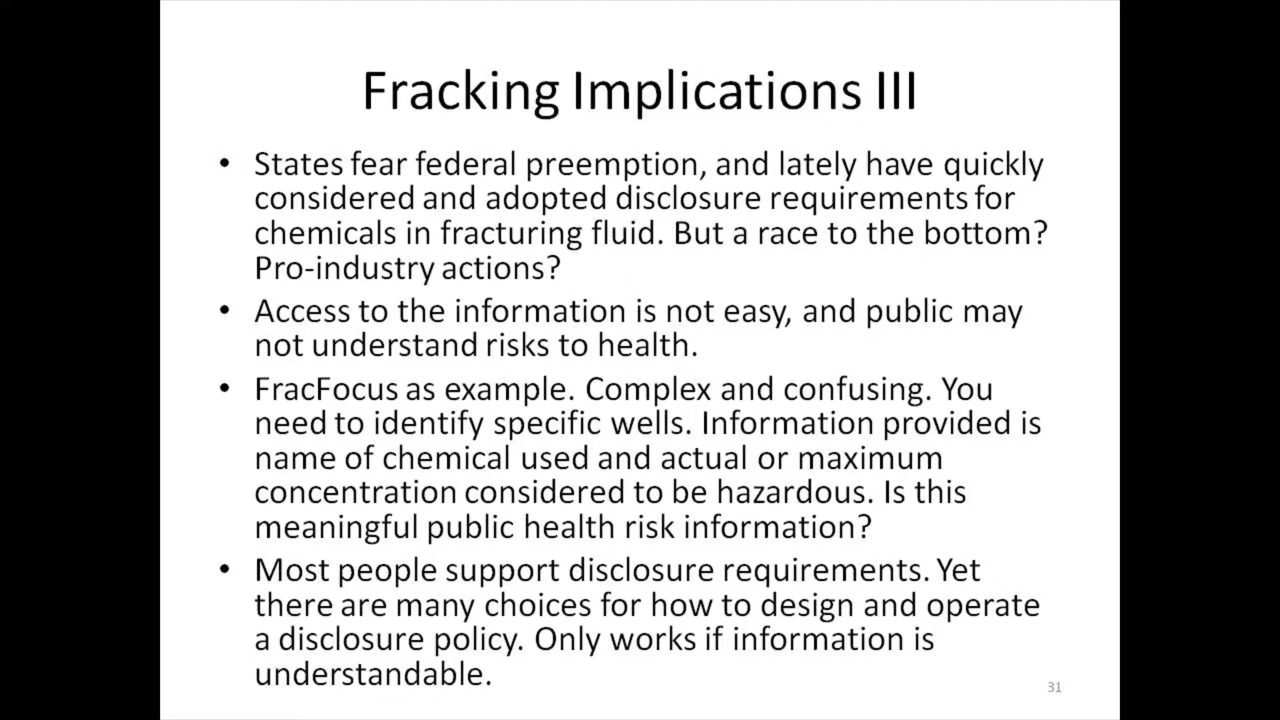 Fracking Implications III
• States fear federal preemption, and lately have quickly
considered and adopted disclosure requirements for
chemicals in fracturing fluid. But a race to the bottom?
Pro-industry actions?
• Access to the information is not easy, and public may
not understand risks to health.
• FracFocus as example. Complex and confusing. You
need to identify specific wells. Information provided is
name of chemical used and actual or maximum
concentration considered to be hazardous. Is this
meaningful public health risk information?
• Most people support disclosure requirements. Yet
there are many choices for how to design and operate
a disclosure policy. Only works if information is
understandable.
31